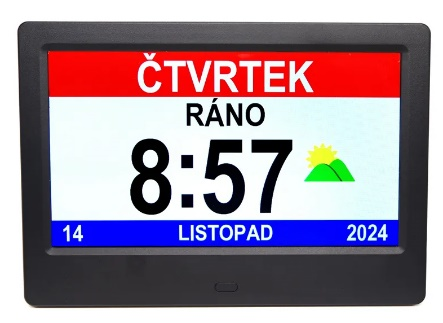 ČTVRTEK
RÁNO
8:57
14 LISTOPAD 2024